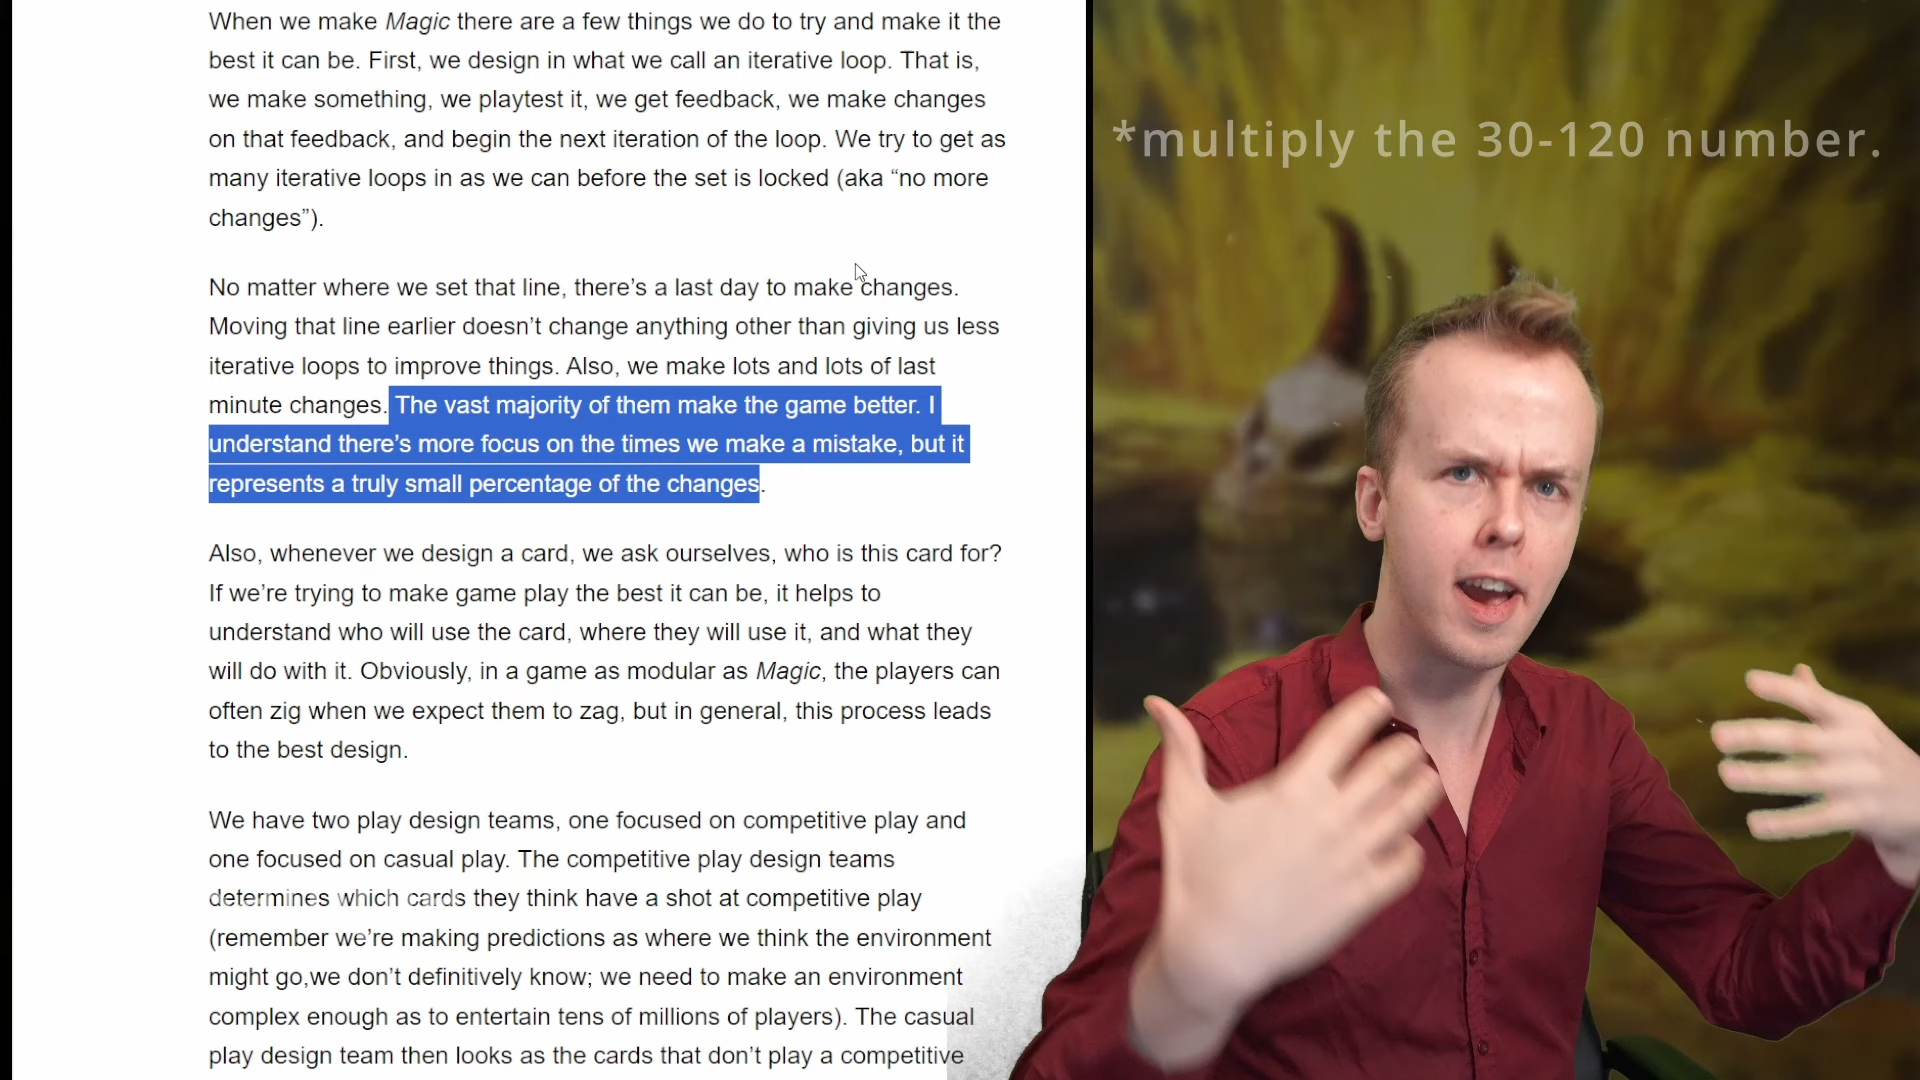 When we make Magic there are a few things we do to try and make it the
best it can be. First, we design in what we call an iterative loop. That is,
we make something, we playtest it, we get feedback, we make changes
on that feedback, and begin the next iteration of the loop. We try to get as
many iterative loops in as we can before the set is locked (aka “no more
changes”).
No matter where we set that line, there’s a last day to make changes.
Moving that line earlier doesn’t change anything other than giving us less
iterative loops to improve things. Also, we make lots and lots of last
minute changes. The vast majority of them make the game better. I
understand there’s more focus on the times we make a mistake, but it
represents a truly small percentage of the changes.
Also, whenever we design a card, we ask ourselves, who is this card for?
If we’re trying to make game play the best it can be, it helps to
understand who will use the card, where they will use it, and what they
will do with it. Obviously, in a game as modular as Magic, the players can
often zig when we expect them to zag, but in general, this process leads
to the best design.
We have two play design teams, one focused on competitive play and
one focused on casual play. The competitive play design teams
determines which cards they think have a shot at competitive play
(remember we’re making predictions as where we think the environment
might go,we don’t definitively know; we need to make an environment
complex enough as to entertain tens of millions of players). The casual
play design team then looks as the cards that don’t play a competitive
*multiply the 30-120 number.